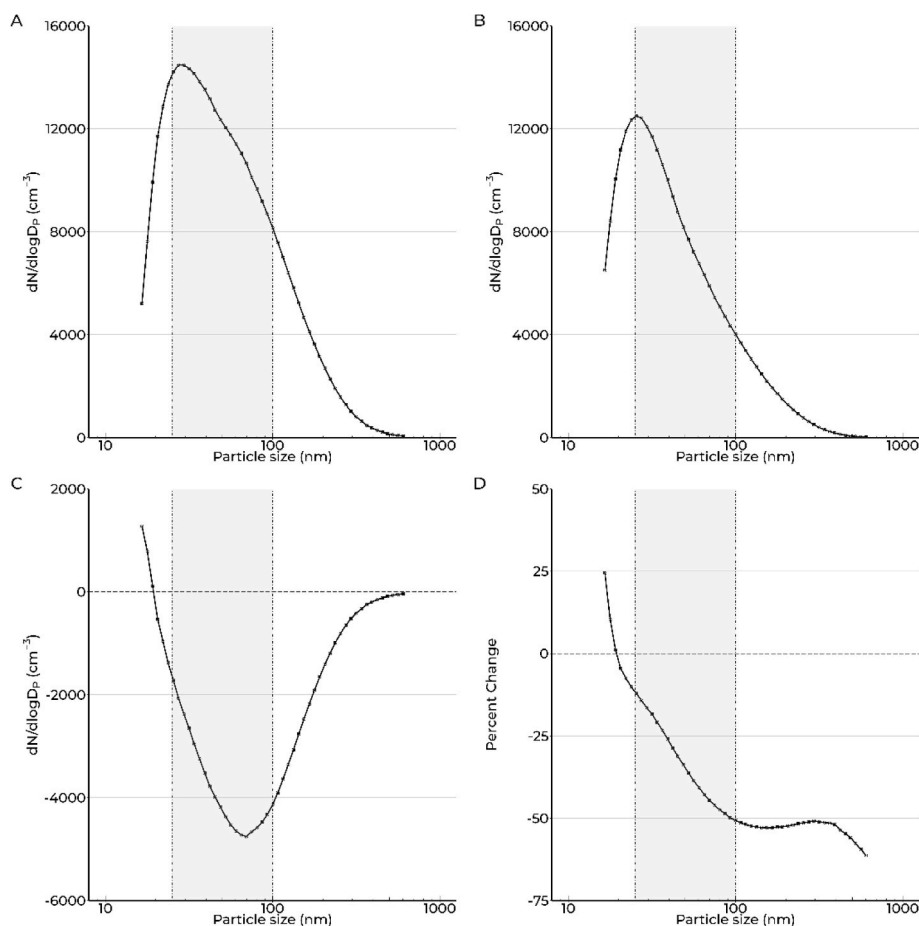 A
16000
12000
8000
4000
0
dN/dlogDₚ (cm⁻³)
10
100
1000
Particle size (nm)
B
16000
12000
8000
4000
0
dN/dlogDₚ (cm⁻³)
10
100
1000
Particle size (nm)
C
2000
0
-2000
-4000
-6000
dN/dlogDₚ (cm⁻³)
10
100
1000
Particle size (nm)
D
50
25
0
-25
-50
-75
Percent Change
10
100
1000
Particle size (nm)